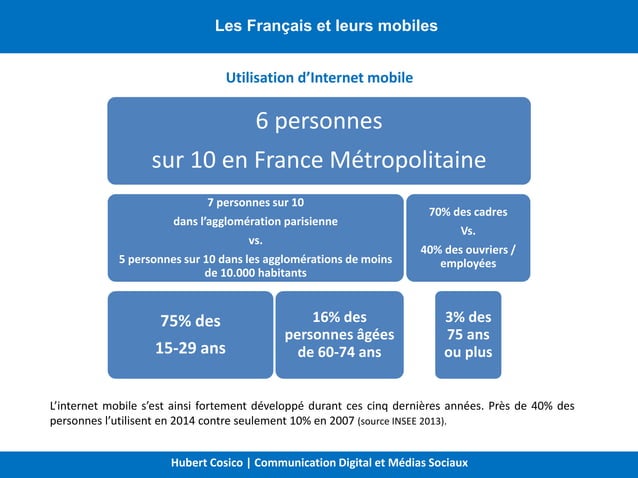 Les Français et leurs mobiles
Utilisation d’Internet mobile
6 personnes
sur 10 en France Métropolitaine
7 personnes sur 10
dans l’agglomération parisienne
vs.
5 personnes sur 10 dans les agglomérations de moins
de 10.000 habitants
70% des cadres
Vs.
40% des ouvriers /
employées
75% des
15-29 ans
16% des
personnes âgées
de 60-74 ans
3% des
75 ans
ou plus
L’internet mobile s’est ainsi fortement développé durant ces cinq dernières années. Près de 40% des
personnes l’utilisent en 2014 contre seulement 10% en 2007 (source INSEE 2013).
Hubert Cosico | Communication Digital et Médias Sociaux